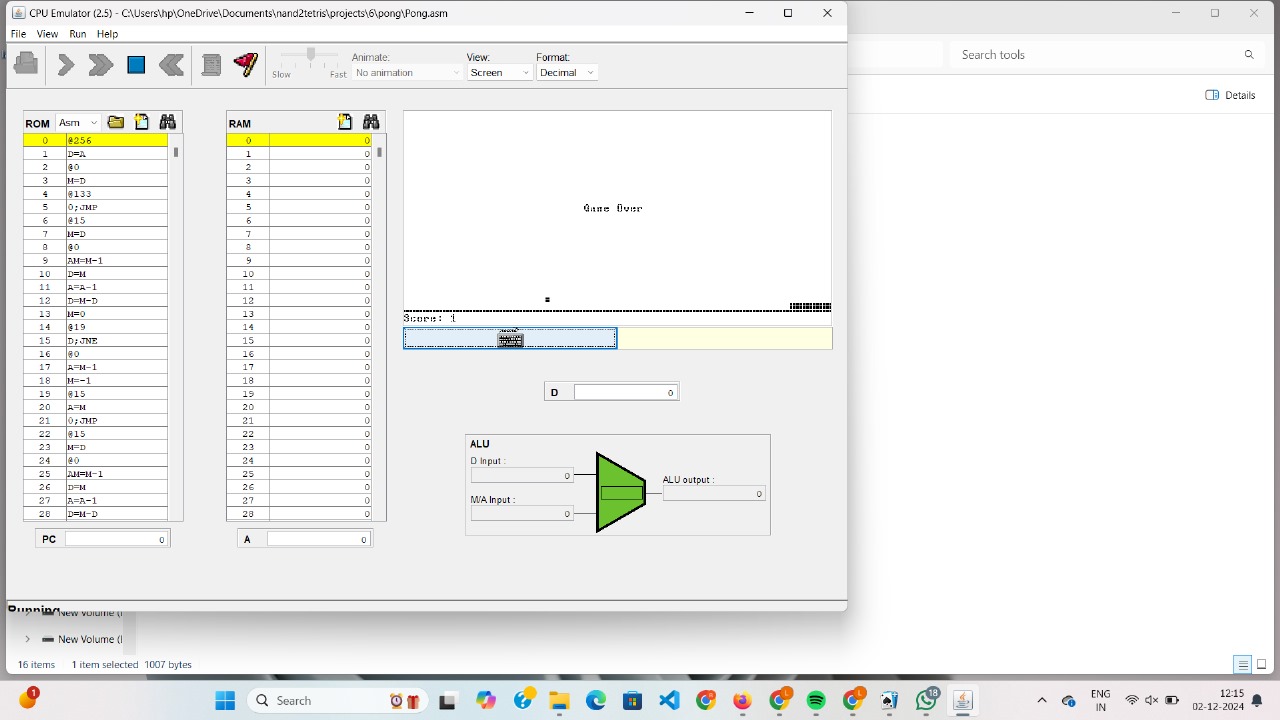 CPU Emulator (2.5) - C:\Users\hp\OneDrive\Documents\nand2tetris\projects\6\pong\Pong.asm
File View Run Help
Slow Fast
Animate:
No animation
View:
Screen
Format:
Decimal
Search tools
Details
ROM Asm
0 @256
1 D=A
2 @0
3 M=D
4 @133
5 0;JMP
6 @15
7 M=D
8 @0
9 AM=M-1
10 D=M
11 A=A-1
12 D=M-D
13 M=0
14 @19
15 D;JNE
16 @0
17 A=M-1
18 M=-1
19 @15
20 A=M
21 0;JMP
22 @15
23 M=D
24 @0
25 AM=M-1
26 D=M
27 A=A-1
28 D=M-D
PC 0
RAM
0 0
1 0
2 0
3 0
4 0
5 0
6 0
7 0
8 0
9 0
10 0
11 0
12 0
13 0
14 0
15 0
16 0
17 0
18 0
19 0
20 0
21 0
22 0
23 0
24 0
25 0
26 0
27 0
28 0
A 0
Game Over
Score: 1
D 0
ALU
D Input :
0
M/A Input :
0
ALU output :
0
Running
New Volume (I
New Volume (I
16 items 1 item selected 1007 bytes
1
Search
18
ENG
IN
12:15
02-12-2024